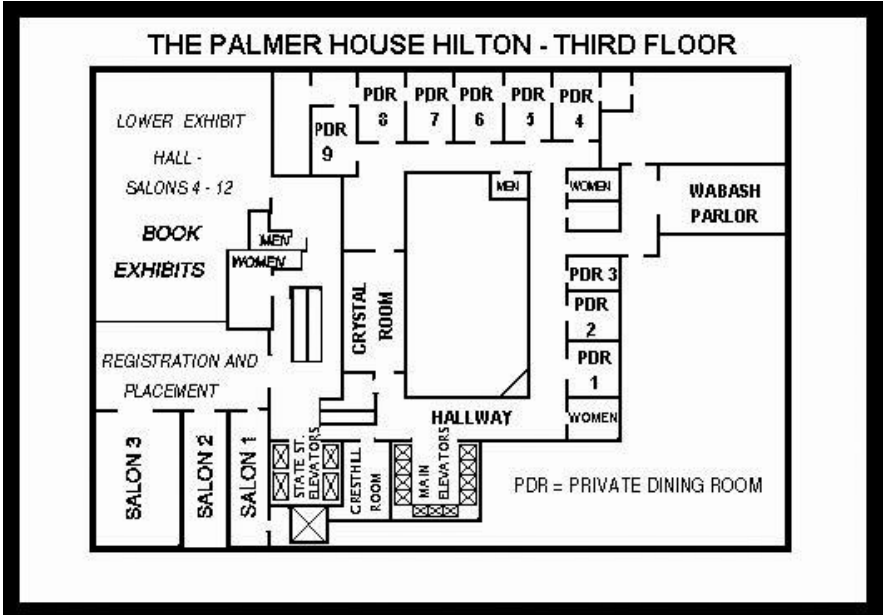 THE PALMER HOUSE HILTON - THIRD FLOOR
LOWER EXHIBIT
HALL -
SALONS 4 - 12
BOOK
EXHIBITS
PDR
9
PDR
8
PDR
7
PDR
6
PDR
5
PDR
4
MEN
WOMEN
WABASH
PARLOR
MEN
WOMEN
CRYSTAL
ROOM
PDR 3
PDR
2
PDR
1
WOMEN
REGISTRATION AND
PLACEMENT
HALLWAY
SALON 3
SALON 2
SALON 1
STATE ST.
ELEVATORS
CRESTHILL
ROOM
MAIN
ELEVATORS
PDR = PRIVATE DINING ROOM